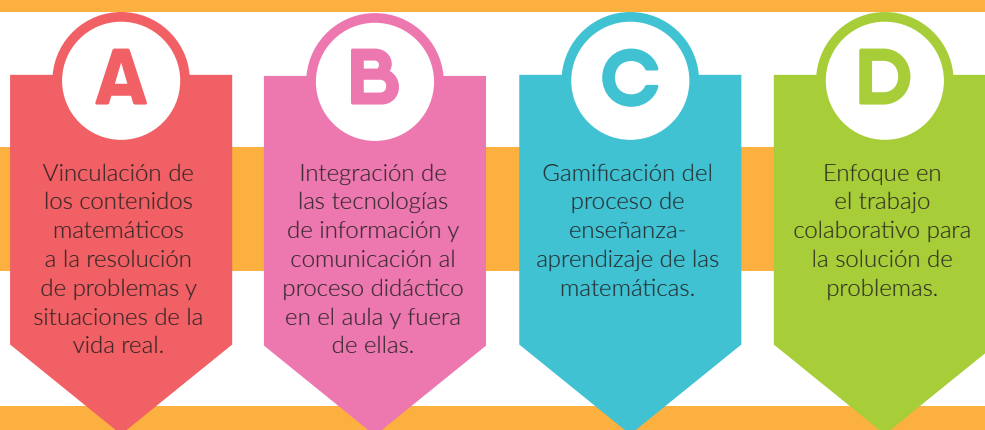 A
Vinculación de
los contenidos
matemáticos
a la resolución
de problemas y
situaciones de la
vida real.
B
Integración de
las tecnologías
de información y
comunicación al
proceso didáctico
en el aula y fuera
de ellas.
C
Gamificación del
proceso de
enseñanza-
aprendizaje de las
matemáticas.
D
Enfoque en
el trabajo
colaborativo para
la solución de
problemas.